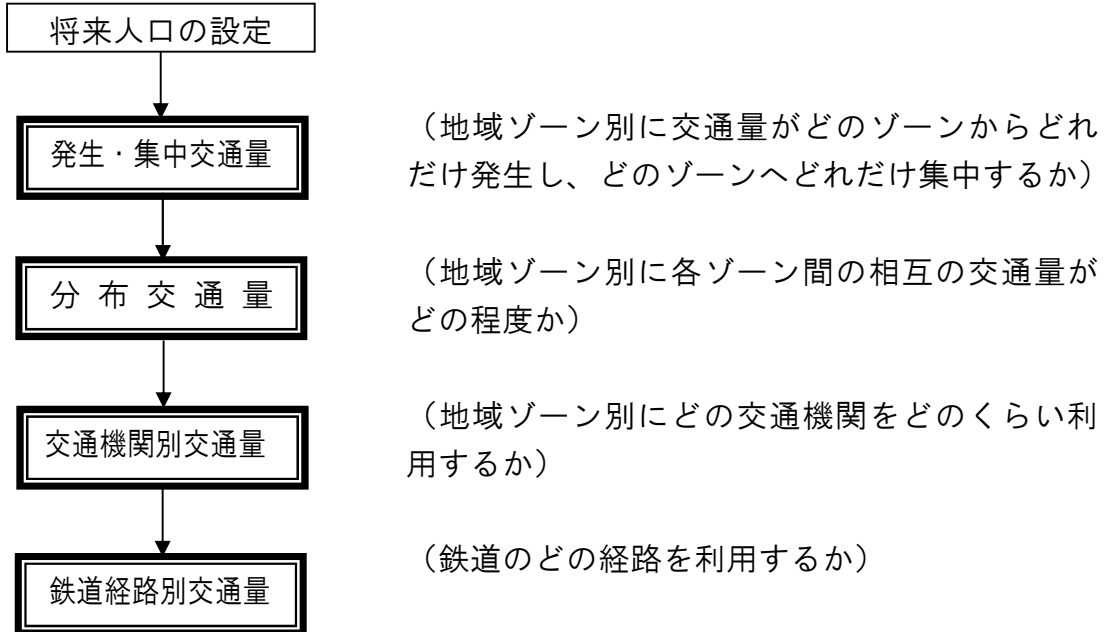 将来人口の設定
発生・集中交通量
（地域ゾーン別に交通量がどのゾーンからどれ
だけ発生し、どのゾーンへどれだけ集中するか）
分布交通量
（地域ゾーン別に各ゾーン間の相互の交通量が
どの程度か）
交通機関別交通量
（地域ゾーン別にどの交通機関をどのくらい利
用するか）
鉄道経路別交通量
（鉄道のどの経路を利用するか）